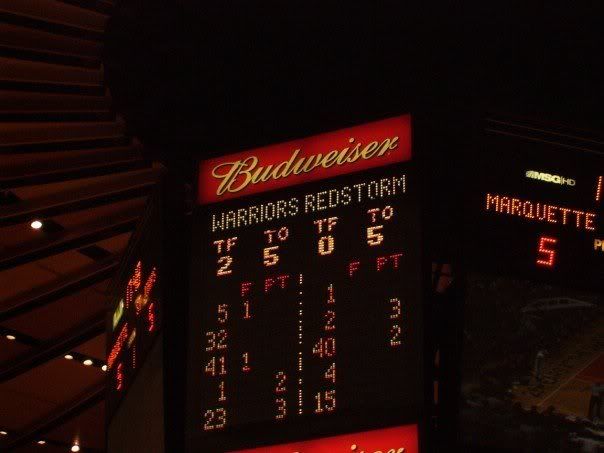 Budweiser
WARRIORS REDSTORM
TF TO TF TO
2 5 0 5
F PT F PT
5 1 1 3
32 2 2
41 1 40
1 2 4
23 3 15
MSG HD
MARQUETTE
5